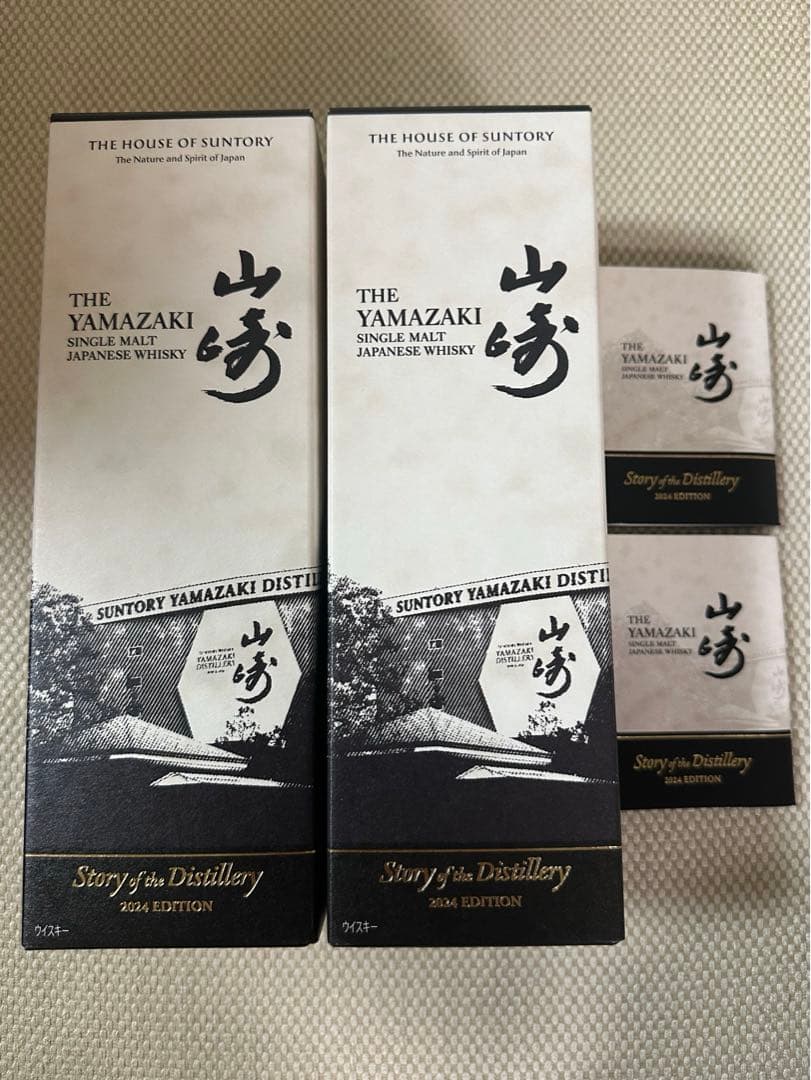 THE HOUSE OF SUNTORY
The Nature and Spirit of Japan
THE
YAMAZAKI
SINGLE MALT
JAPANESE WHISKY
山崎
SUNTORY YAMAZAKI DISTIL
YAMAZAKI
DISTILLERY
山崎
Story of the Distillery
2024 EDITION
ウイスキー
THE HOUSE OF SUNTORY
The Nature and Spirit of Japan
THE
YAMAZAKI
SINGLE MALT
JAPANESE WHISKY
山崎
SUNTORY YAMAZAKI DISTI
YAMAZAKI
DISTILLERY
山崎
Story of the Distillery
2024 EDITION
ウイスキー
THE
YAMAZAKI
SINGLE MALT
JAPANESE WHISKY
山崎
Story of the Distillery
2024 EDITION
THE
YAMAZAKI
SINGLE MALT
JAPANESE WHISKY
山崎
Story of the Distillery
2024 EDITION